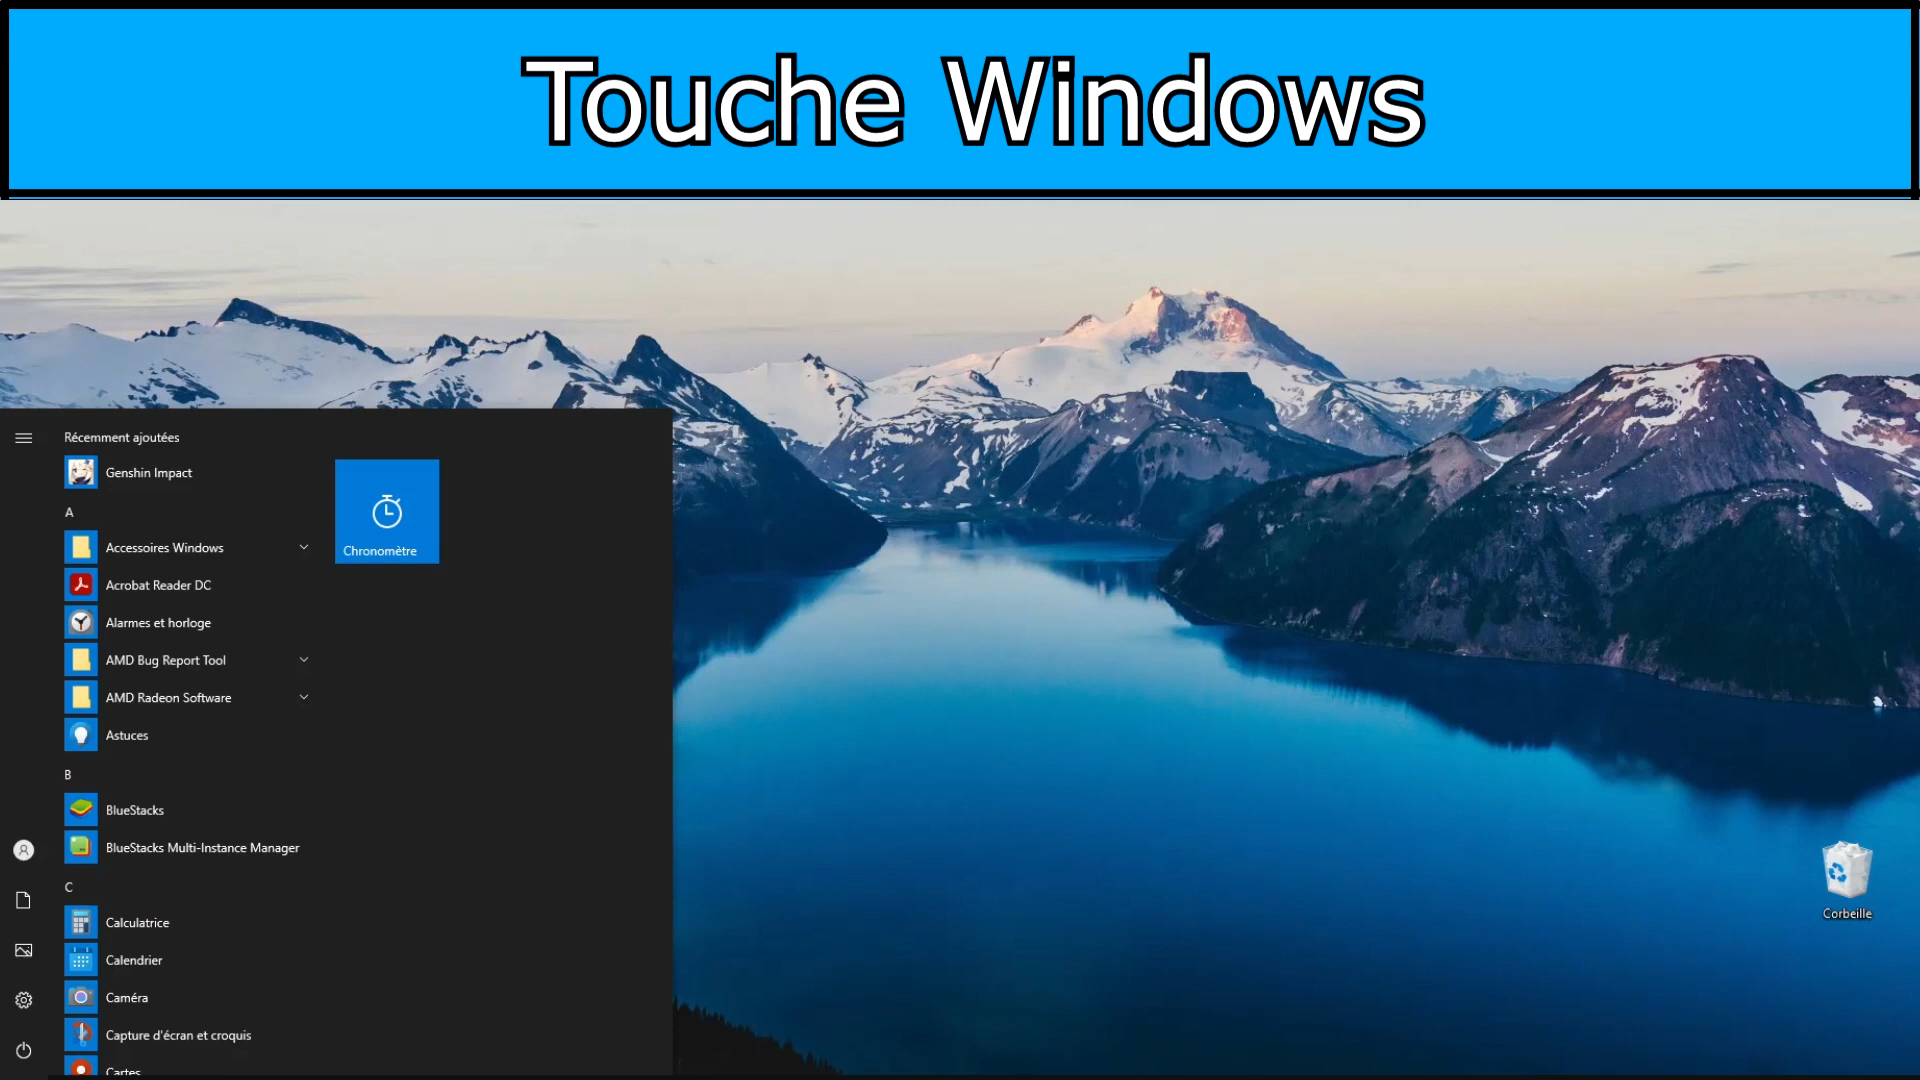 Touche Windows
Récemment ajoutées
Genshin Impact
A
Accessoires Windows
Acrobat Reader DC
Alarmes et horloge
AMD Bug Report Tool
AMD Radeon Software
Astuces
B
BlueStacks
BlueStacks Multi-Instance Manager
C
Calculatrice
Calendrier
Caméra
Capture d'écran et croquis
Cartes
Chronomètre
Corbeille